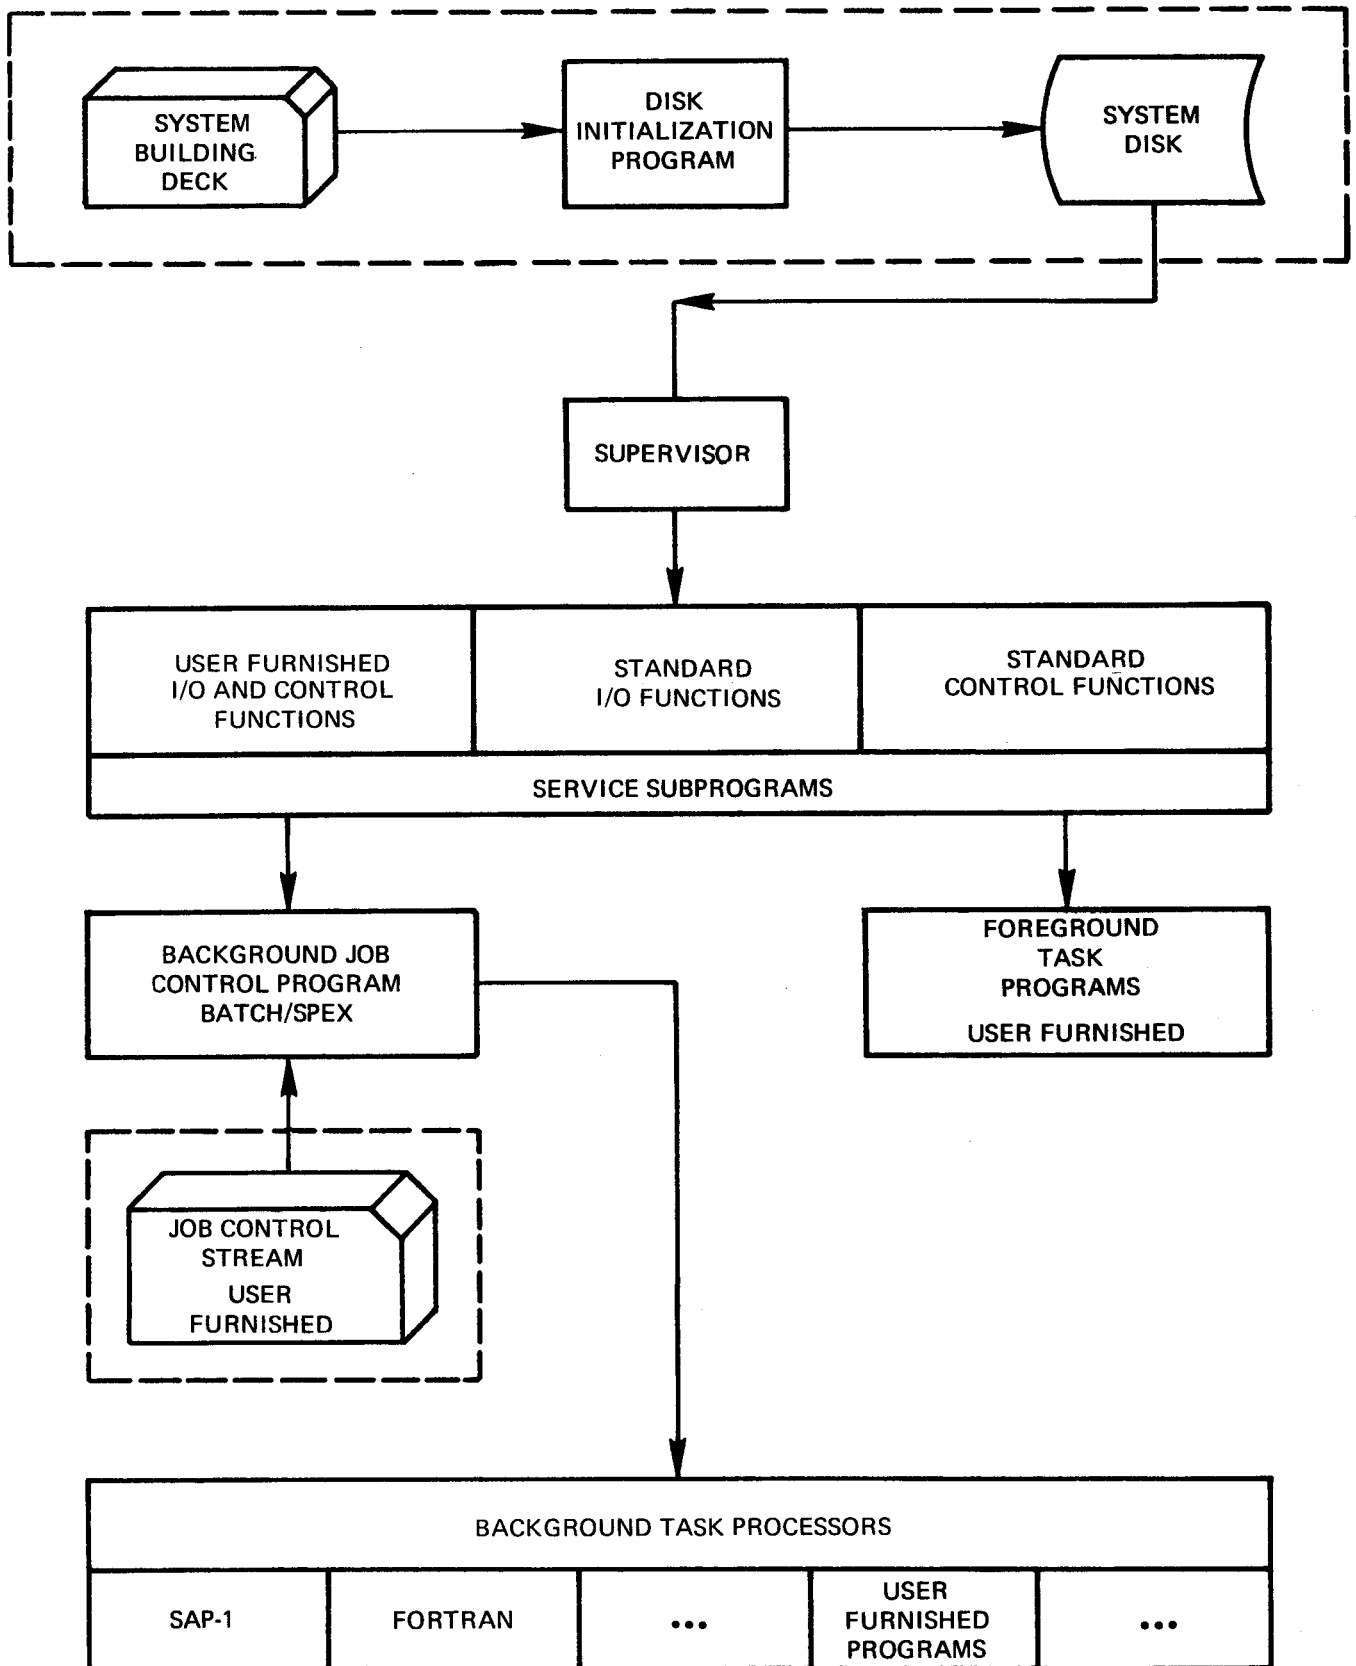 SYSTEM
BUILDING
DECK
DISK
INITIALIZATION
PROGRAM
SYSTEM
DISK
SUPERVISOR
USER FURNISHED
I/O AND CONTROL
FUNCTIONS
STANDARD
I/O FUNCTIONS
STANDARD
CONTROL FUNCTIONS
SERVICE SUBPROGRAMS
BACKGROUND JOB
CONTROL PROGRAM
BATCH/SPEX
FOREGROUND
TASK
PROGRAMS
USER FURNISHED
JOB CONTROL
STREAM
USER
FURNISHED
BACKGROUND TASK PROCESSORS
SAP-1
FORTRAN
•••
USER
FURNISHED
PROGRAMS
•••